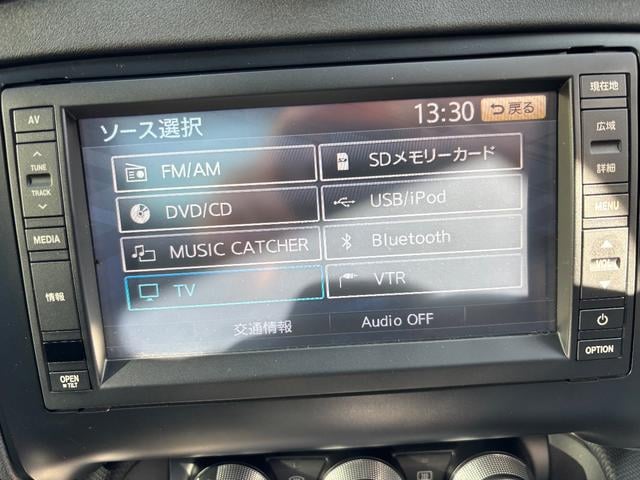 AV
TUNE
TRACK
MEDIA
情報
OPEN
TILT
ソース選択
13:30
戻る
FM/AM
SDメモリーカード
DVD/CD
USB/iPod
MUSIC CATCHER
Bluetooth
TV
VTR
交通情報
Audio OFF
現在地
広域
詳細
MENU
VOL
OPTION